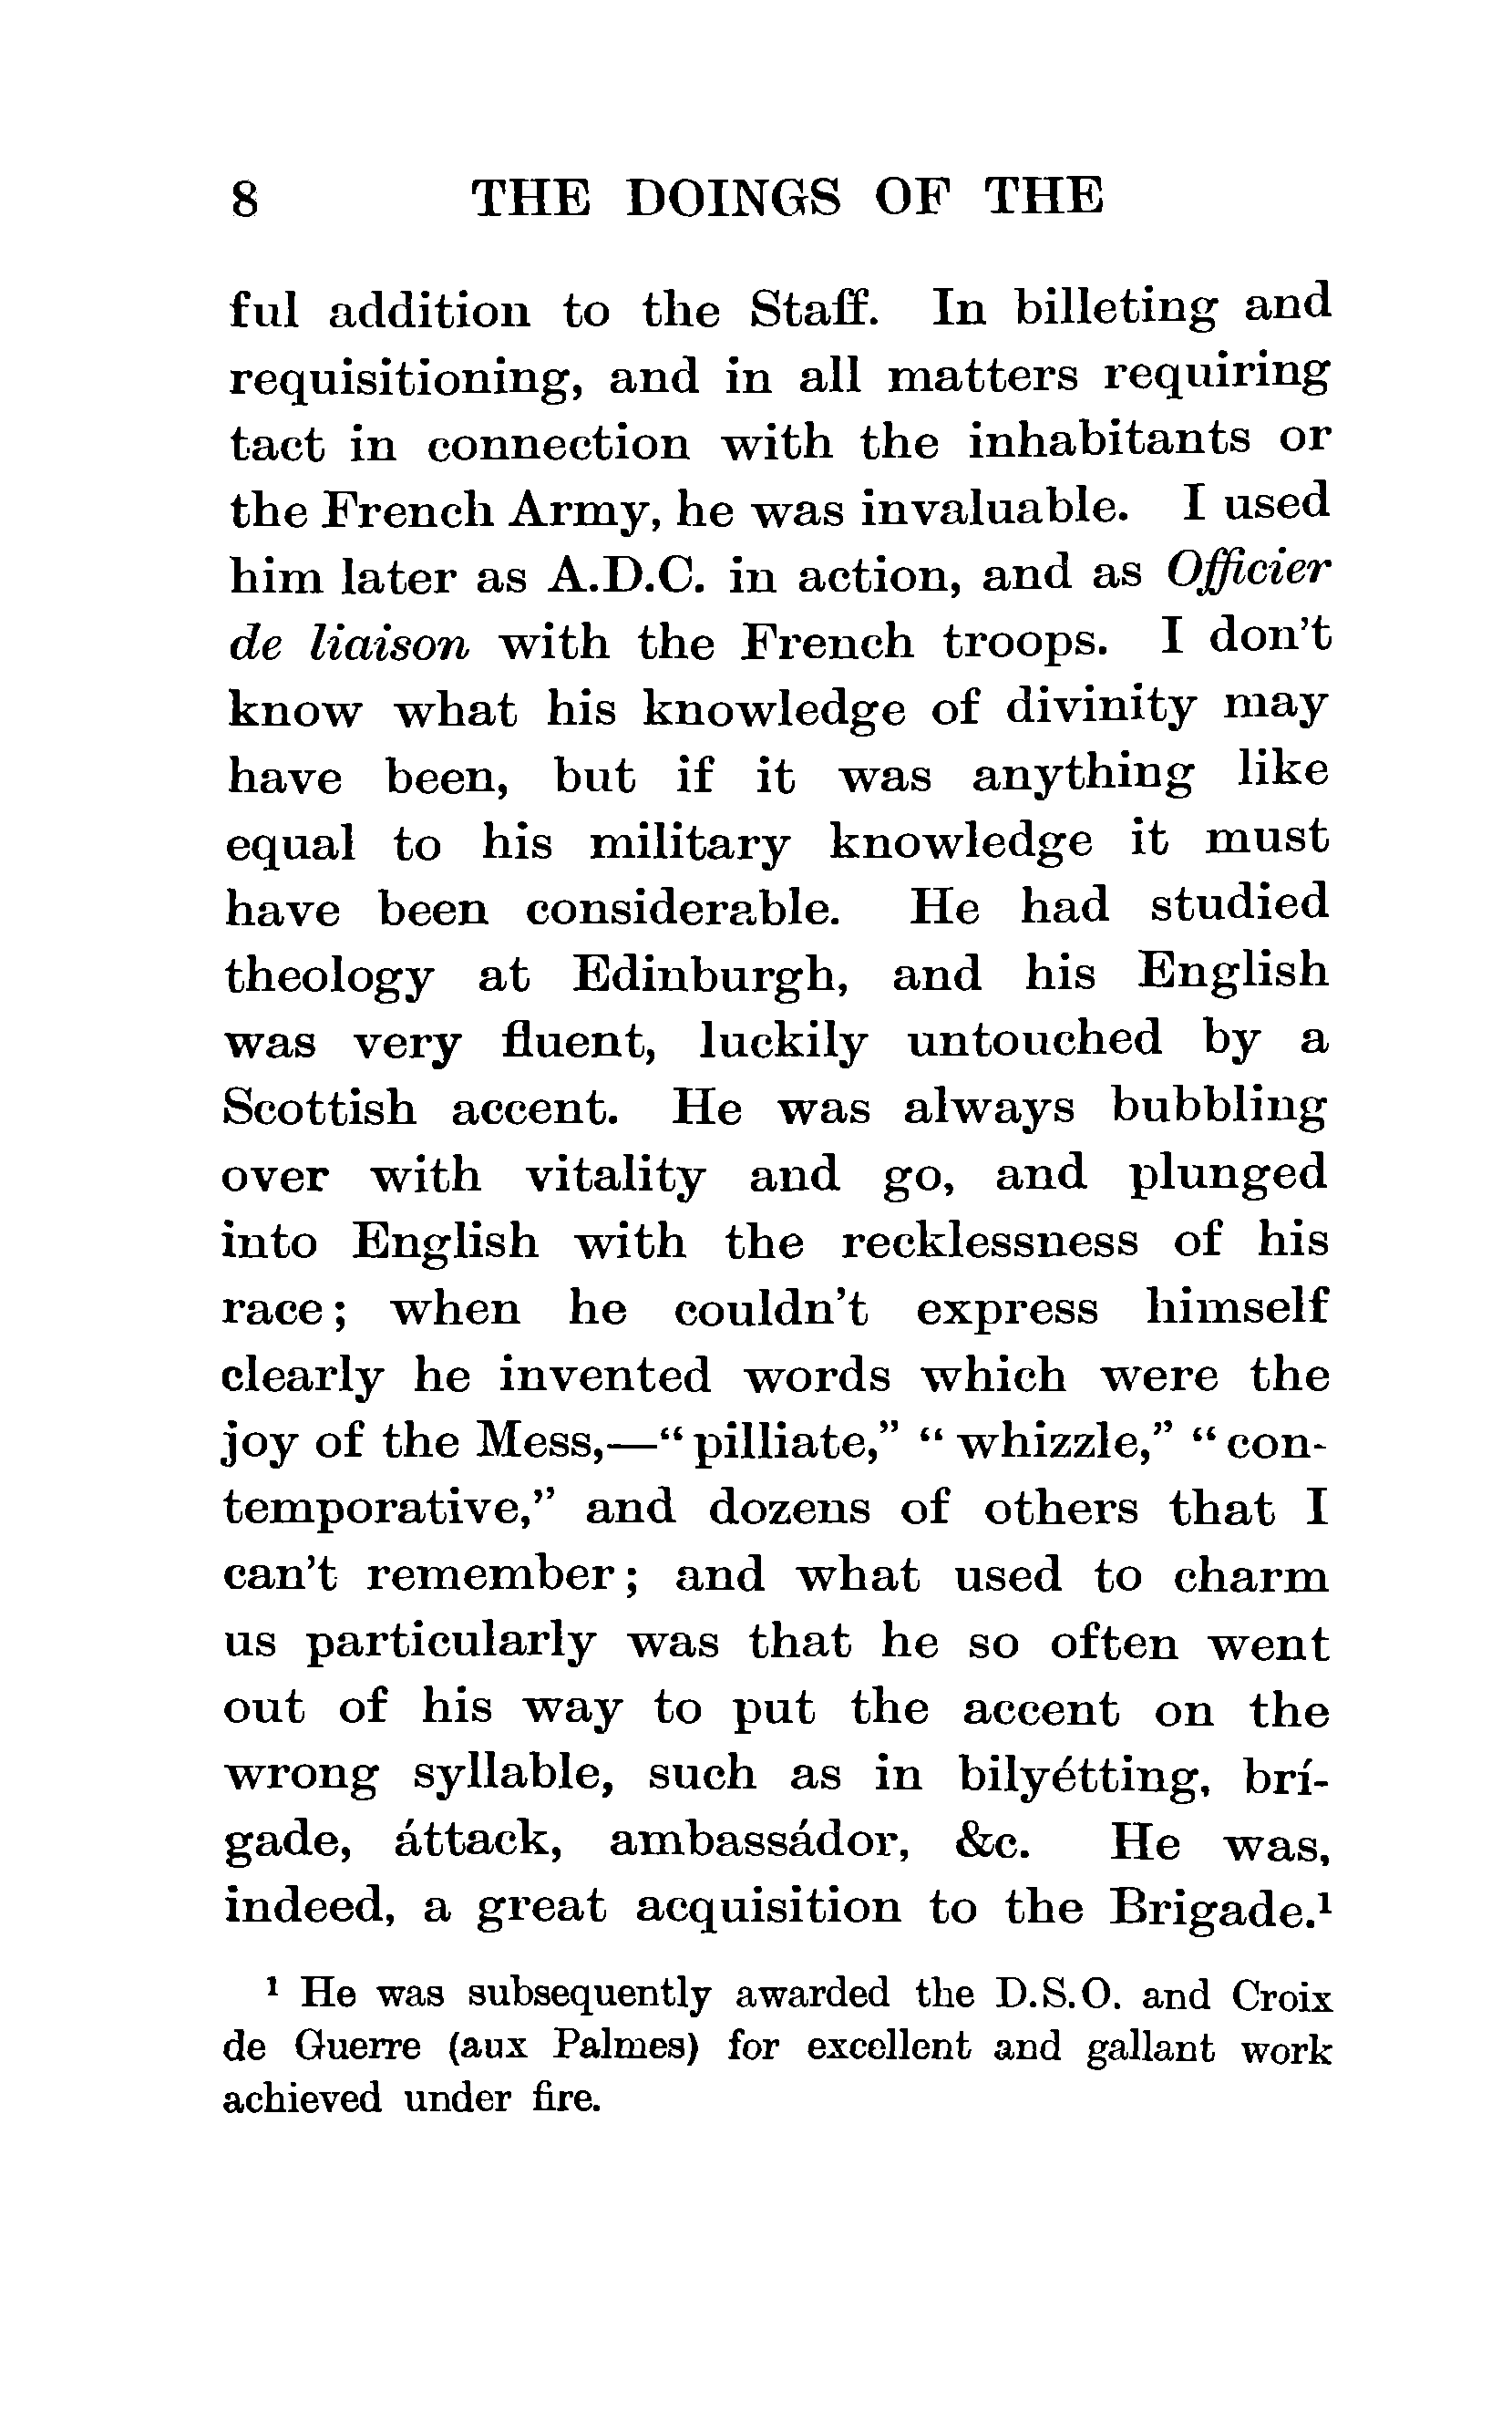 8 THE DOINGS OF THE
ful addition to the Staff. In billeting and
requisitioning, and in all matters requiring
tact in connection with the inhabitants or
the French Army, he was invaluable. I used
him later as A.D.C. in action, and as Officier
de liaison with the French troops. I don't
know what his knowledge of divinity may
have been, but if it was anything like
equal to his military knowledge it must
have been considerable. He had studied
theology at Edinburgh, and his English
was very fluent, luckily untouched by a
Scottish accent. He was always bubbling
over with vitality and go, and plunged
into English with the recklessness of his
race; when he couldn't express himself
clearly he invented words which were the
joy of the Mess,—“pilliate,” “whizzle,” “con-
temporative,” and dozens of others that I
can't remember; and what used to charm
us particularly was that he so often went
out of his way to put the accent on the
wrong syllable, such as in bilyétting, brí-
gade, áttack, ambassádor, &c. He was,
indeed, a great acquisition to the Brigade.¹
¹ He was subsequently awarded the D.S.O. and Croix
de Guerre (aux Palmes) for excellent and gallant work
achieved under fire.